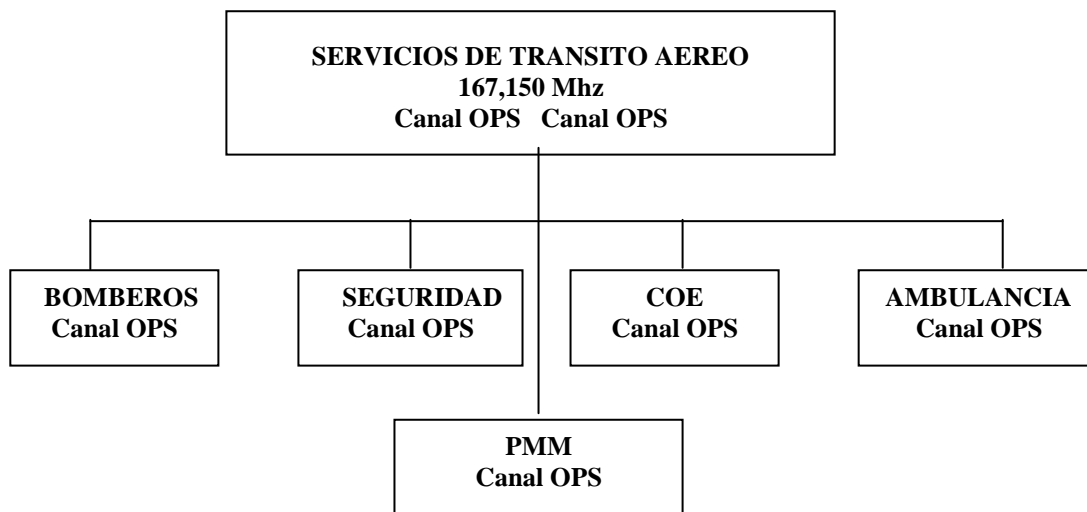 SERVICIOS DE TRANSITO AEREO
167,150 Mhz
Canal OPS Canal OPS
BOMBEROS
Canal OPS
SEGURIDAD
Canal OPS
COE
Canal OPS
AMBULANCIA
Canal OPS
PMM
Canal OPS